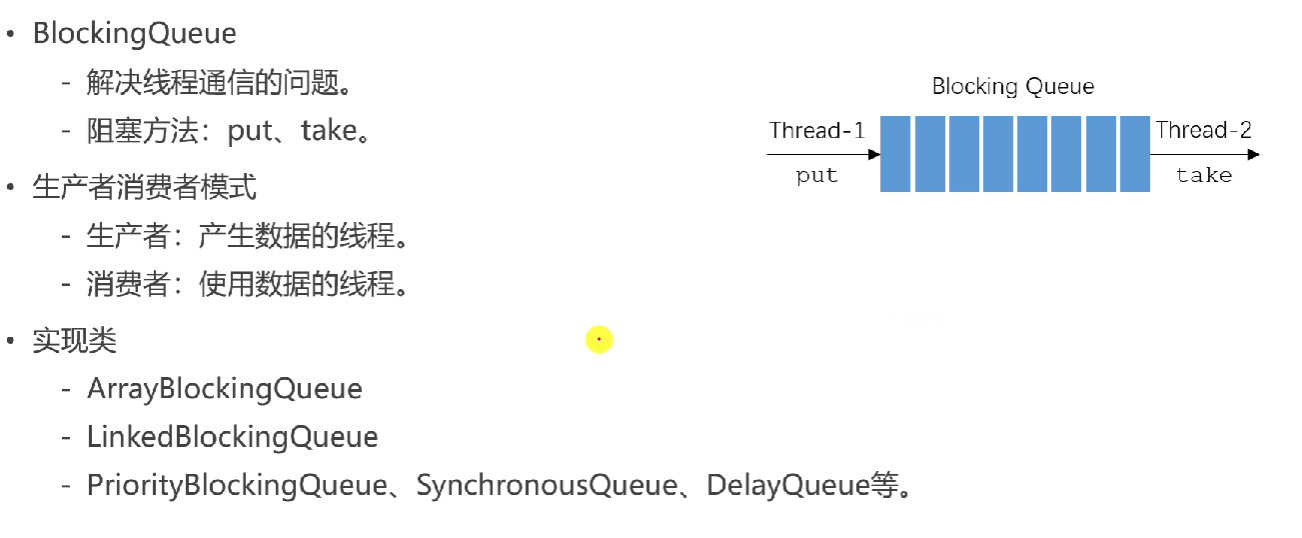 • BlockingQueue
- 解决线程通信的问题。
- 阻塞方法：put、take。
• 生产者消费者模式
- 生产者：产生数据的线程。
- 消费者：使用数据的线程。
• 实现类
- ArrayBlockingQueue
- LinkedBlockingQueue
- PriorityBlockingQueue、SynchronousQueue、DelayQueue等。
Blocking Queue
Thread-1
put
Thread-2
take